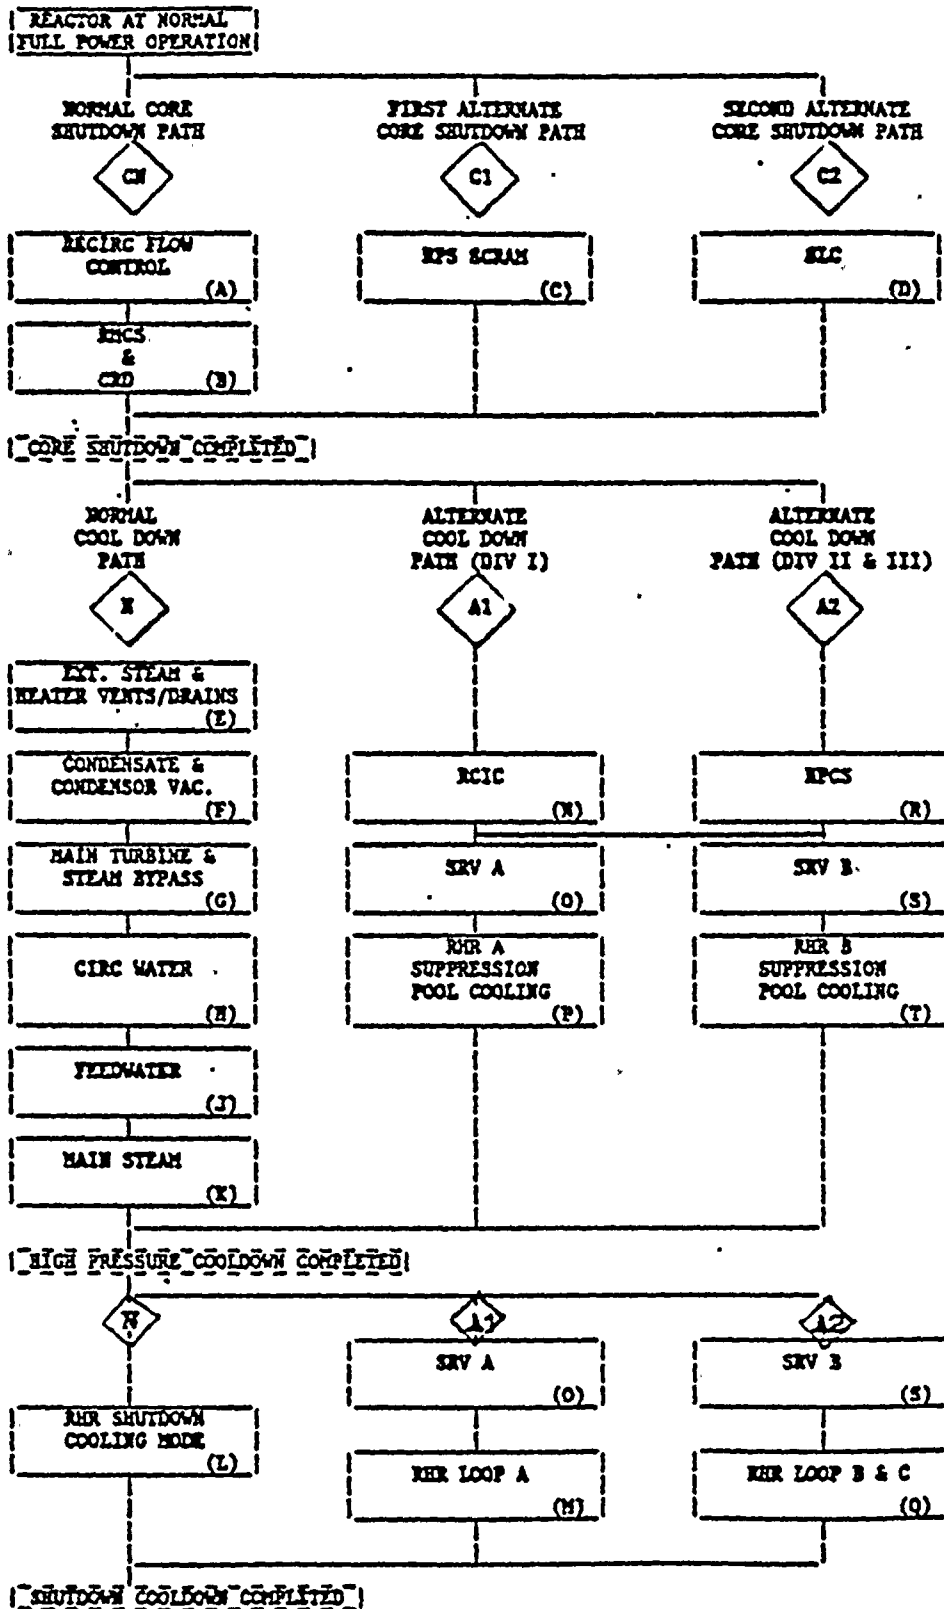 REACTOR AT NORMAL
FULL POWER OPERATION
NORMAL CORE
SHUTDOWN PATH
CN
FIRST ALTERNATE
CORE SHUTDOWN PATH
C1
SECOND ALTERNATE
CORE SHUTDOWN PATH
C2
RECIRC FLOW
CONTROL
(A)
RPS SCRAM
(C)
SLC
(D)
RMCS
&
CRD
(B)
CORE SHUTDOWN COMPLETED
NORMAL
COOL DOWN
PATH
N
ALTERNATE
COOL DOWN
PATH (DIV I)
A1
ALTERNATE
COOL DOWN
PATH (DIV II & III)
A2
EXT. STEAM &
HEATER VENTS/DRAINS
(E)
CONDENSATE &
CONDENSOR VAC.
(F)
RCIC
(N)
HPCS
(R)
MAIN TURBINE &
STEAM BYPASS
(G)
SRV A
(O)
SRV B
(S)
CIRC WATER
(H)
RHR A
SUPPRESSION
POOL COOLING
(P)
RHR B
SUPPRESSION
POOL COOLING
(T)
FEEDWATER
(J)
MAIN STEAM
(K)
HIGH PRESSURE COOLDOWN COMPLETED
N
A1
A2
SRV A
(O)
SRV B
(S)
RHR SHUTDOWN
COOLING MODE
(L)
RHR LOOP A
(M)
RHR LOOP B & C
(Q)
SHUTDOWN COOLDOWN COMPLETED